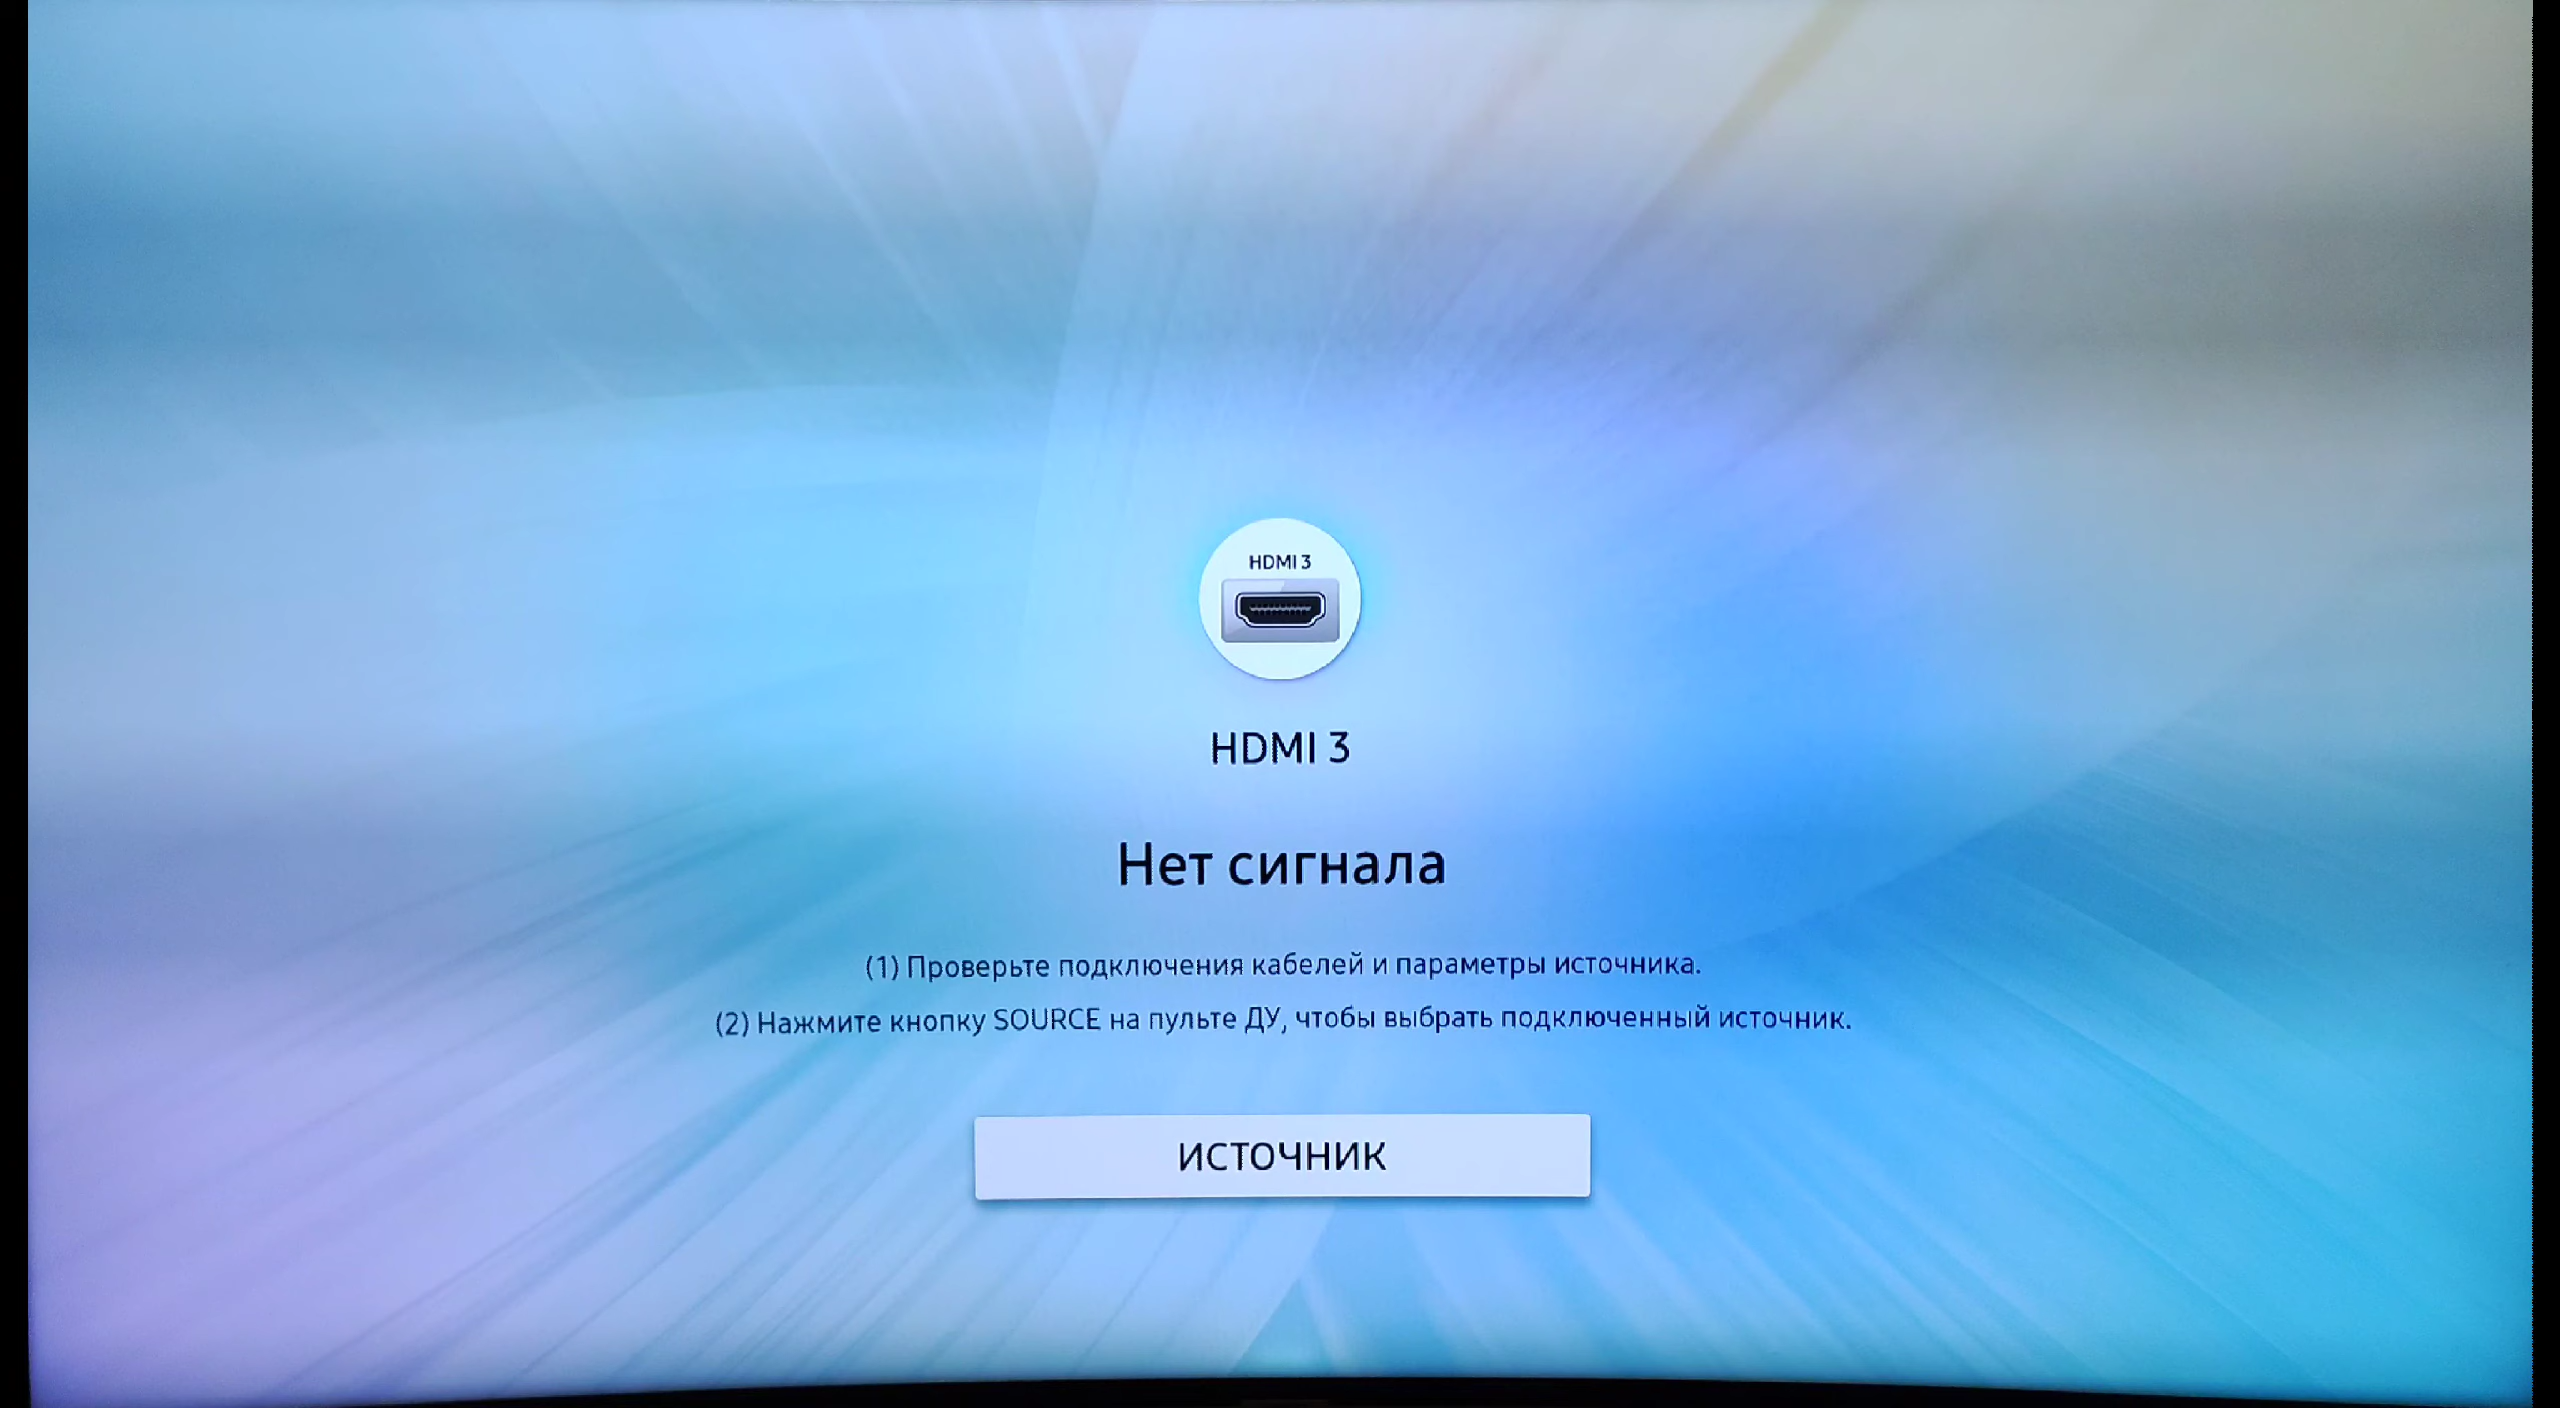 HDMI 3
HDMI 3
Нет сигнала
(1) Проверьте подключения кабелей и параметры источника.
(2) Нажмите кнопку SOURCE на пульте ДУ, чтобы выбрать подключенный источник.
ИСТОЧНИК